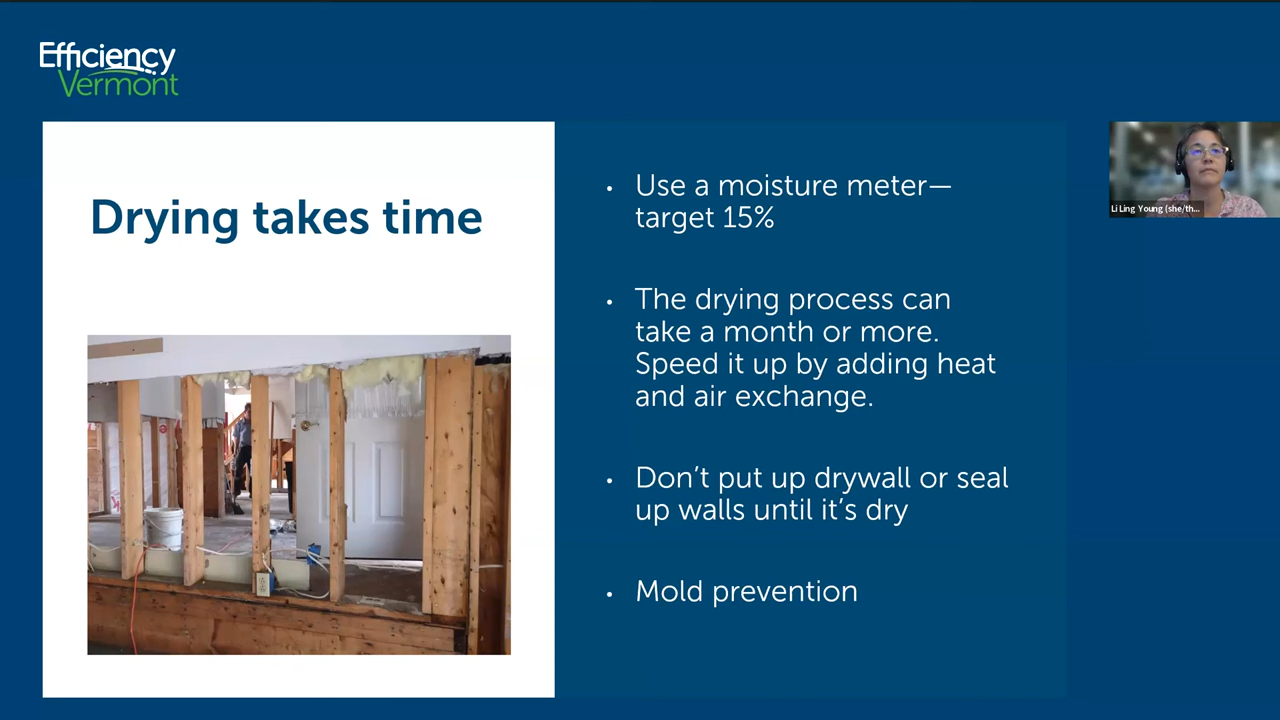 Efficiency
Vermont
Drying takes time
• Use a moisture meter—
target 15%
• The drying process can
take a month or more.
Speed it up by adding heat
and air exchange.
• Don’t put up drywall or seal
up walls until it’s dry
• Mold prevention
Li Ling Young (she/th...